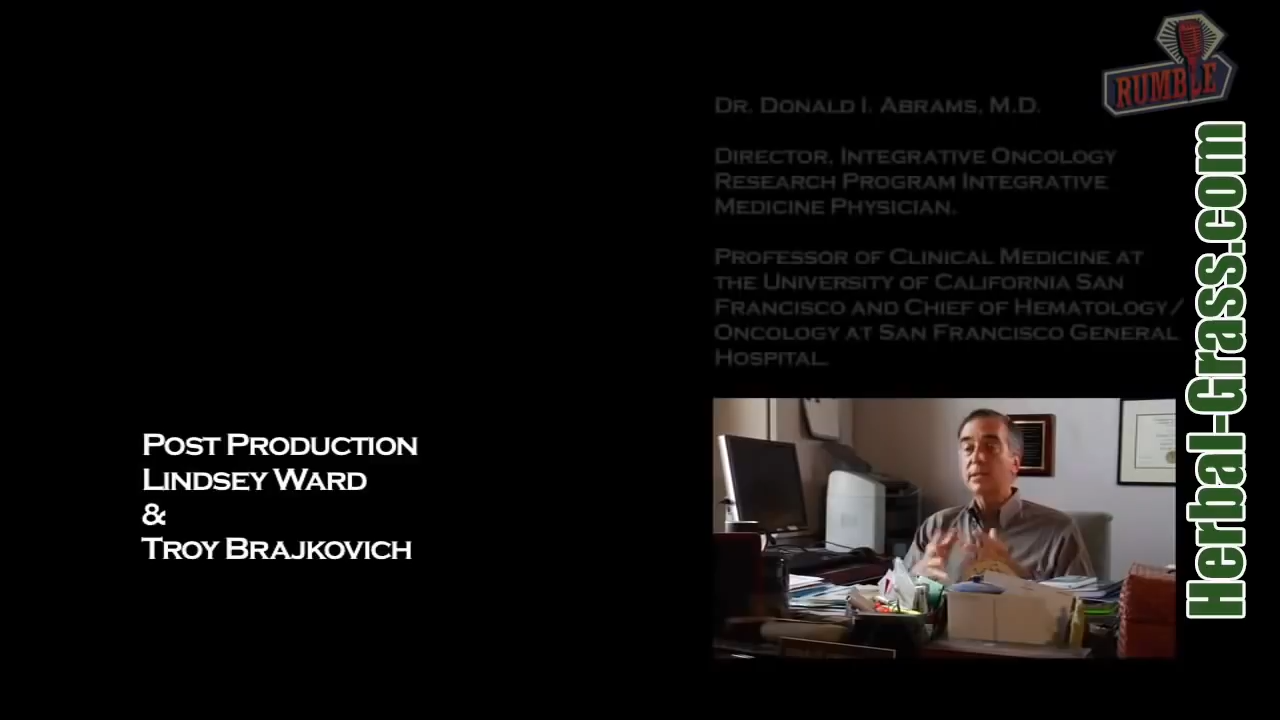 POST PRODUCTION
LINDSEY WARD
&
TROY BRAJKOVICH
DR. DONALD I. ABRAMS, M.D.
DIRECTOR, INTEGRATIVE ONCOLOGY
RESEARCH PROGRAM INTEGRATIVE
MEDICINE PHYSICIAN.
PROFESSOR OF CLINICAL MEDICINE AT
THE UNIVERSITY OF CALIFORNIA SAN
FRANCISCO AND CHIEF OF HEMATOLOGY/
ONCOLOGY AT SAN FRANCISCO GENERAL
HOSPITAL.
RUMBLE
Herbal-Grass.com